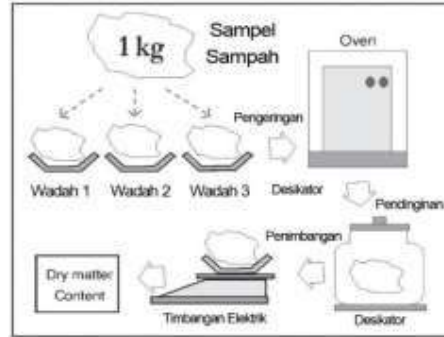 1 kg
Sampel
Sampah
Oven
Pengeringan
Wadah 1
Wadah 2
Wadah 3
Desikator
Pendinginan
Penimbangan
Dry matter
Content
Timbangan Elektrik
Desikator